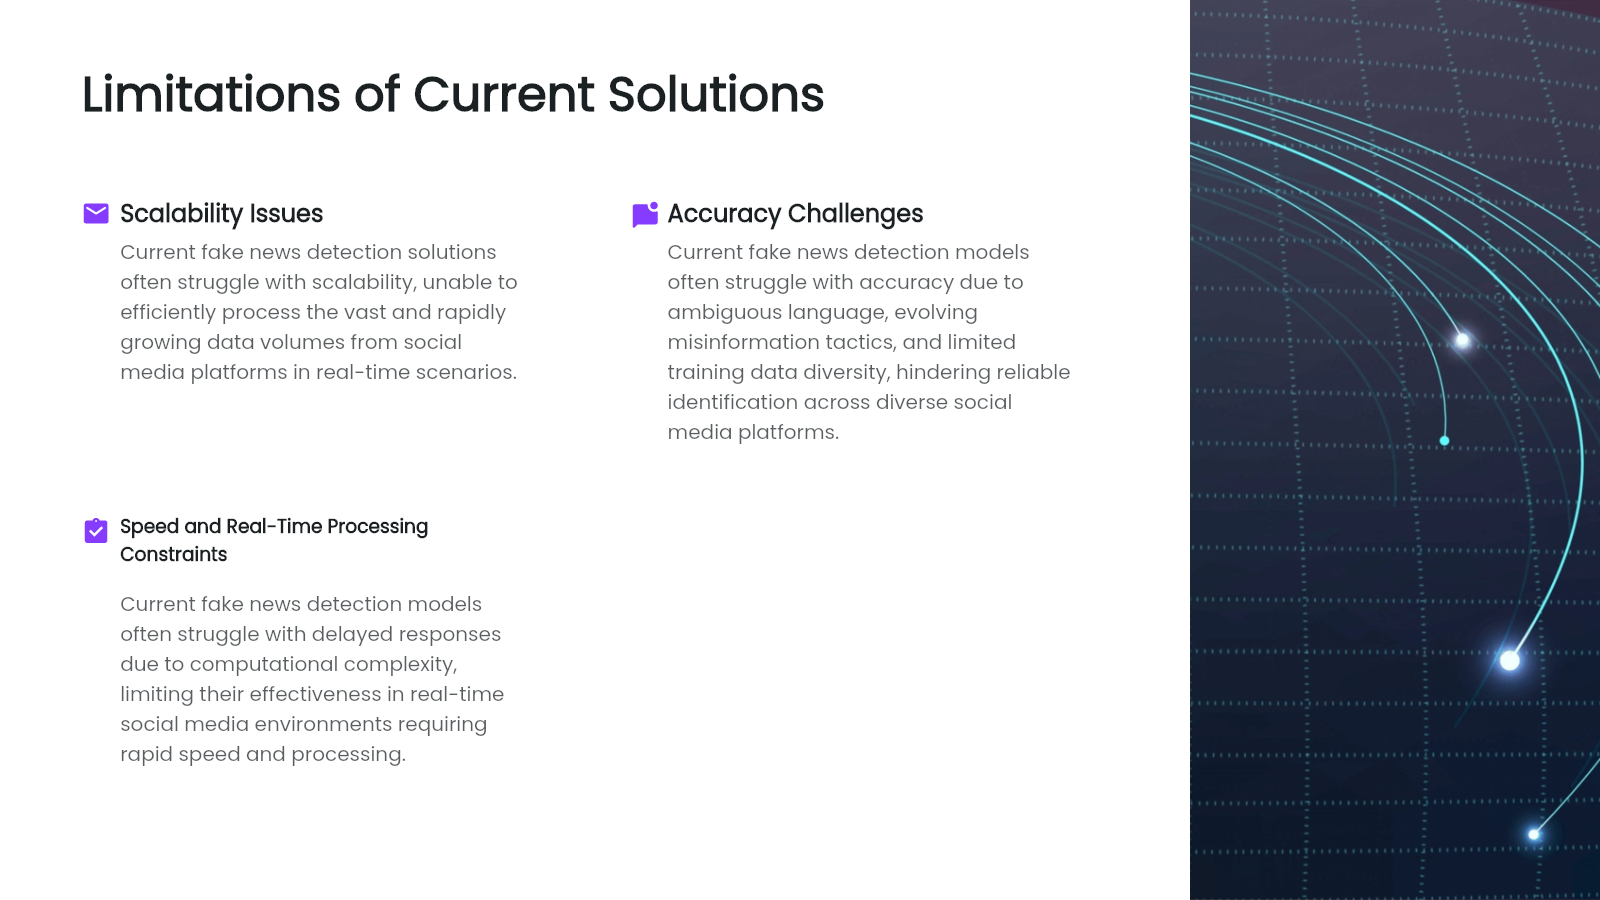 Limitations of Current Solutions
Scalability Issues
Current fake news detection solutions
often struggle with scalability, unable to
efficiently process the vast and rapidly
growing data volumes from social
media platforms in real-time scenarios.
Accuracy Challenges
Current fake news detection models
often struggle with accuracy due to
ambiguous language, evolving
misinformation tactics, and limited
training data diversity, hindering reliable
identification across diverse social
media platforms.
Speed and Real-Time Processing
Constraints
Current fake news detection models
often struggle with delayed responses
due to computational complexity,
limiting their effectiveness in real-time
social media environments requiring
rapid speed and processing.